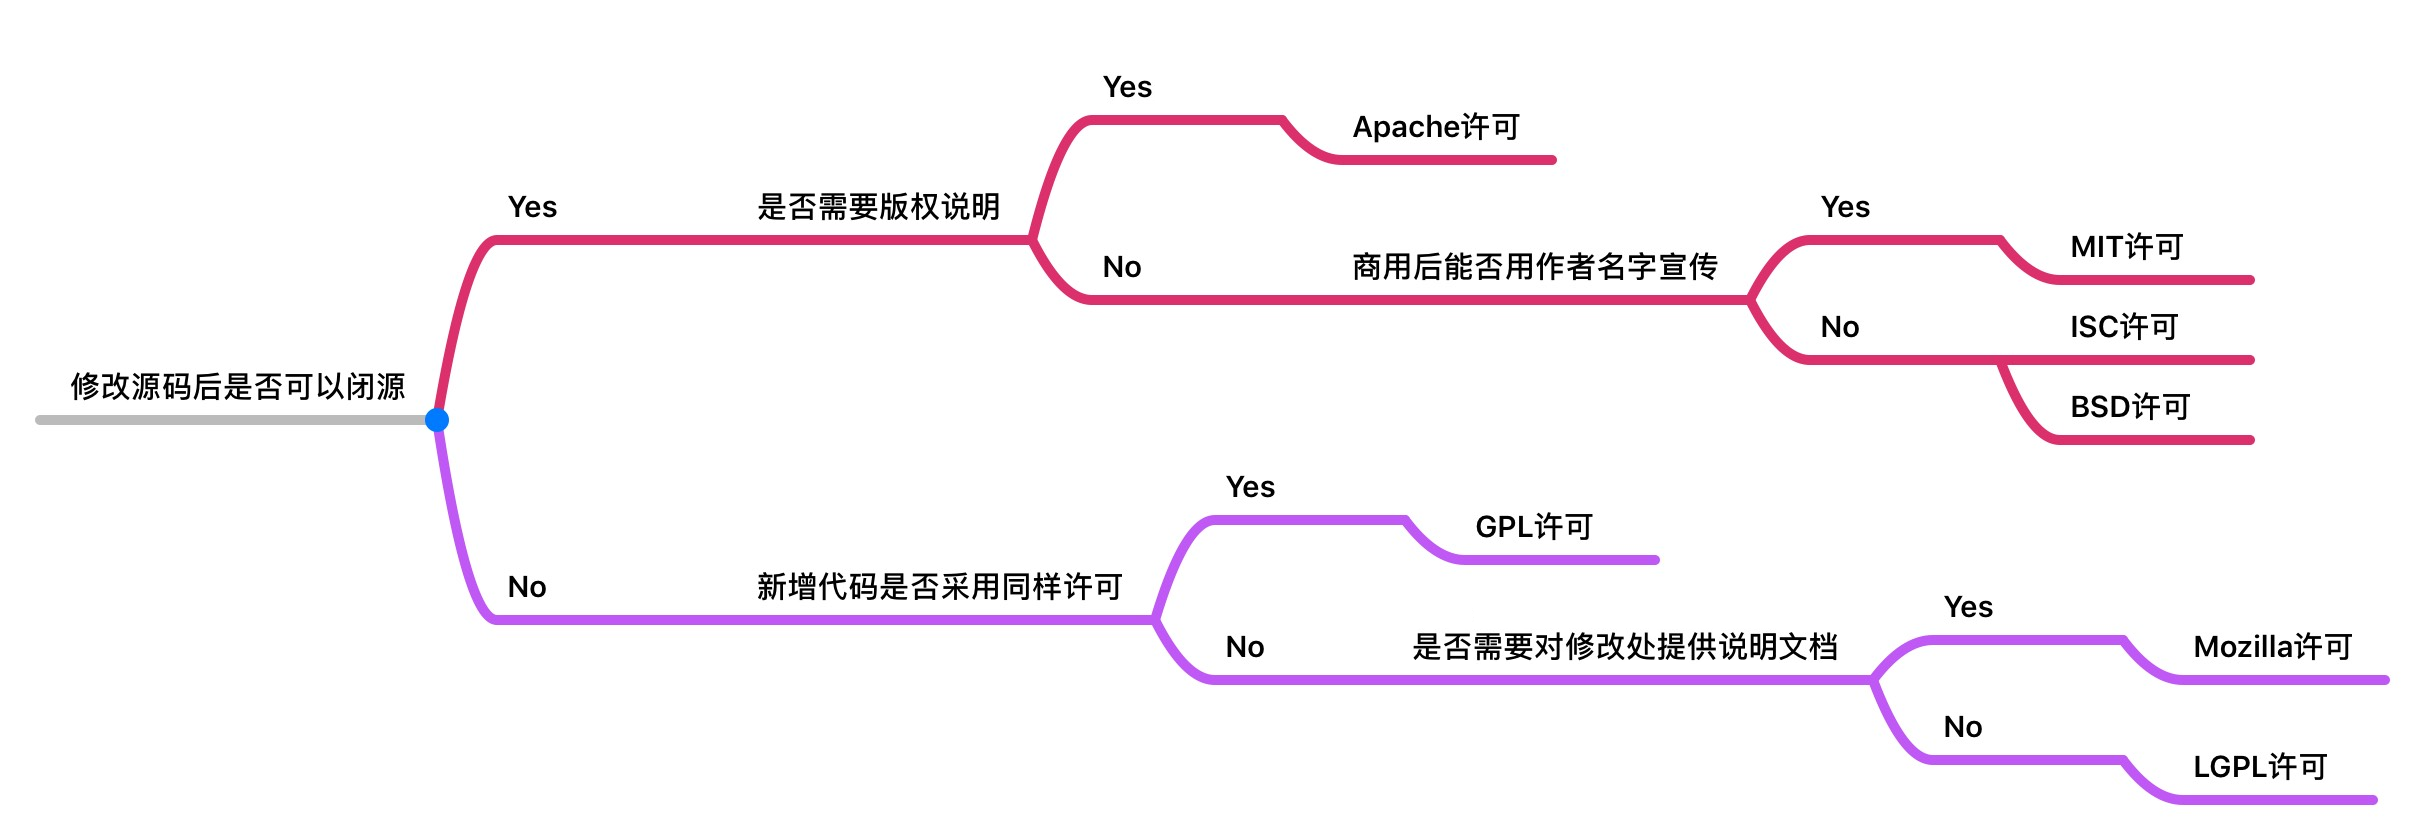 修改源码后是否可以闭源
Yes
是否需要版权说明
Yes
Apache许可
No
商用后能否用作者名字宣传
Yes
MIT许可
No
ISC许可
BSD许可
No
新增代码是否采用同样许可
Yes
GPL许可
No
是否需要对修改处提供说明文档
Yes
Mozilla许可
No
LGPL许可